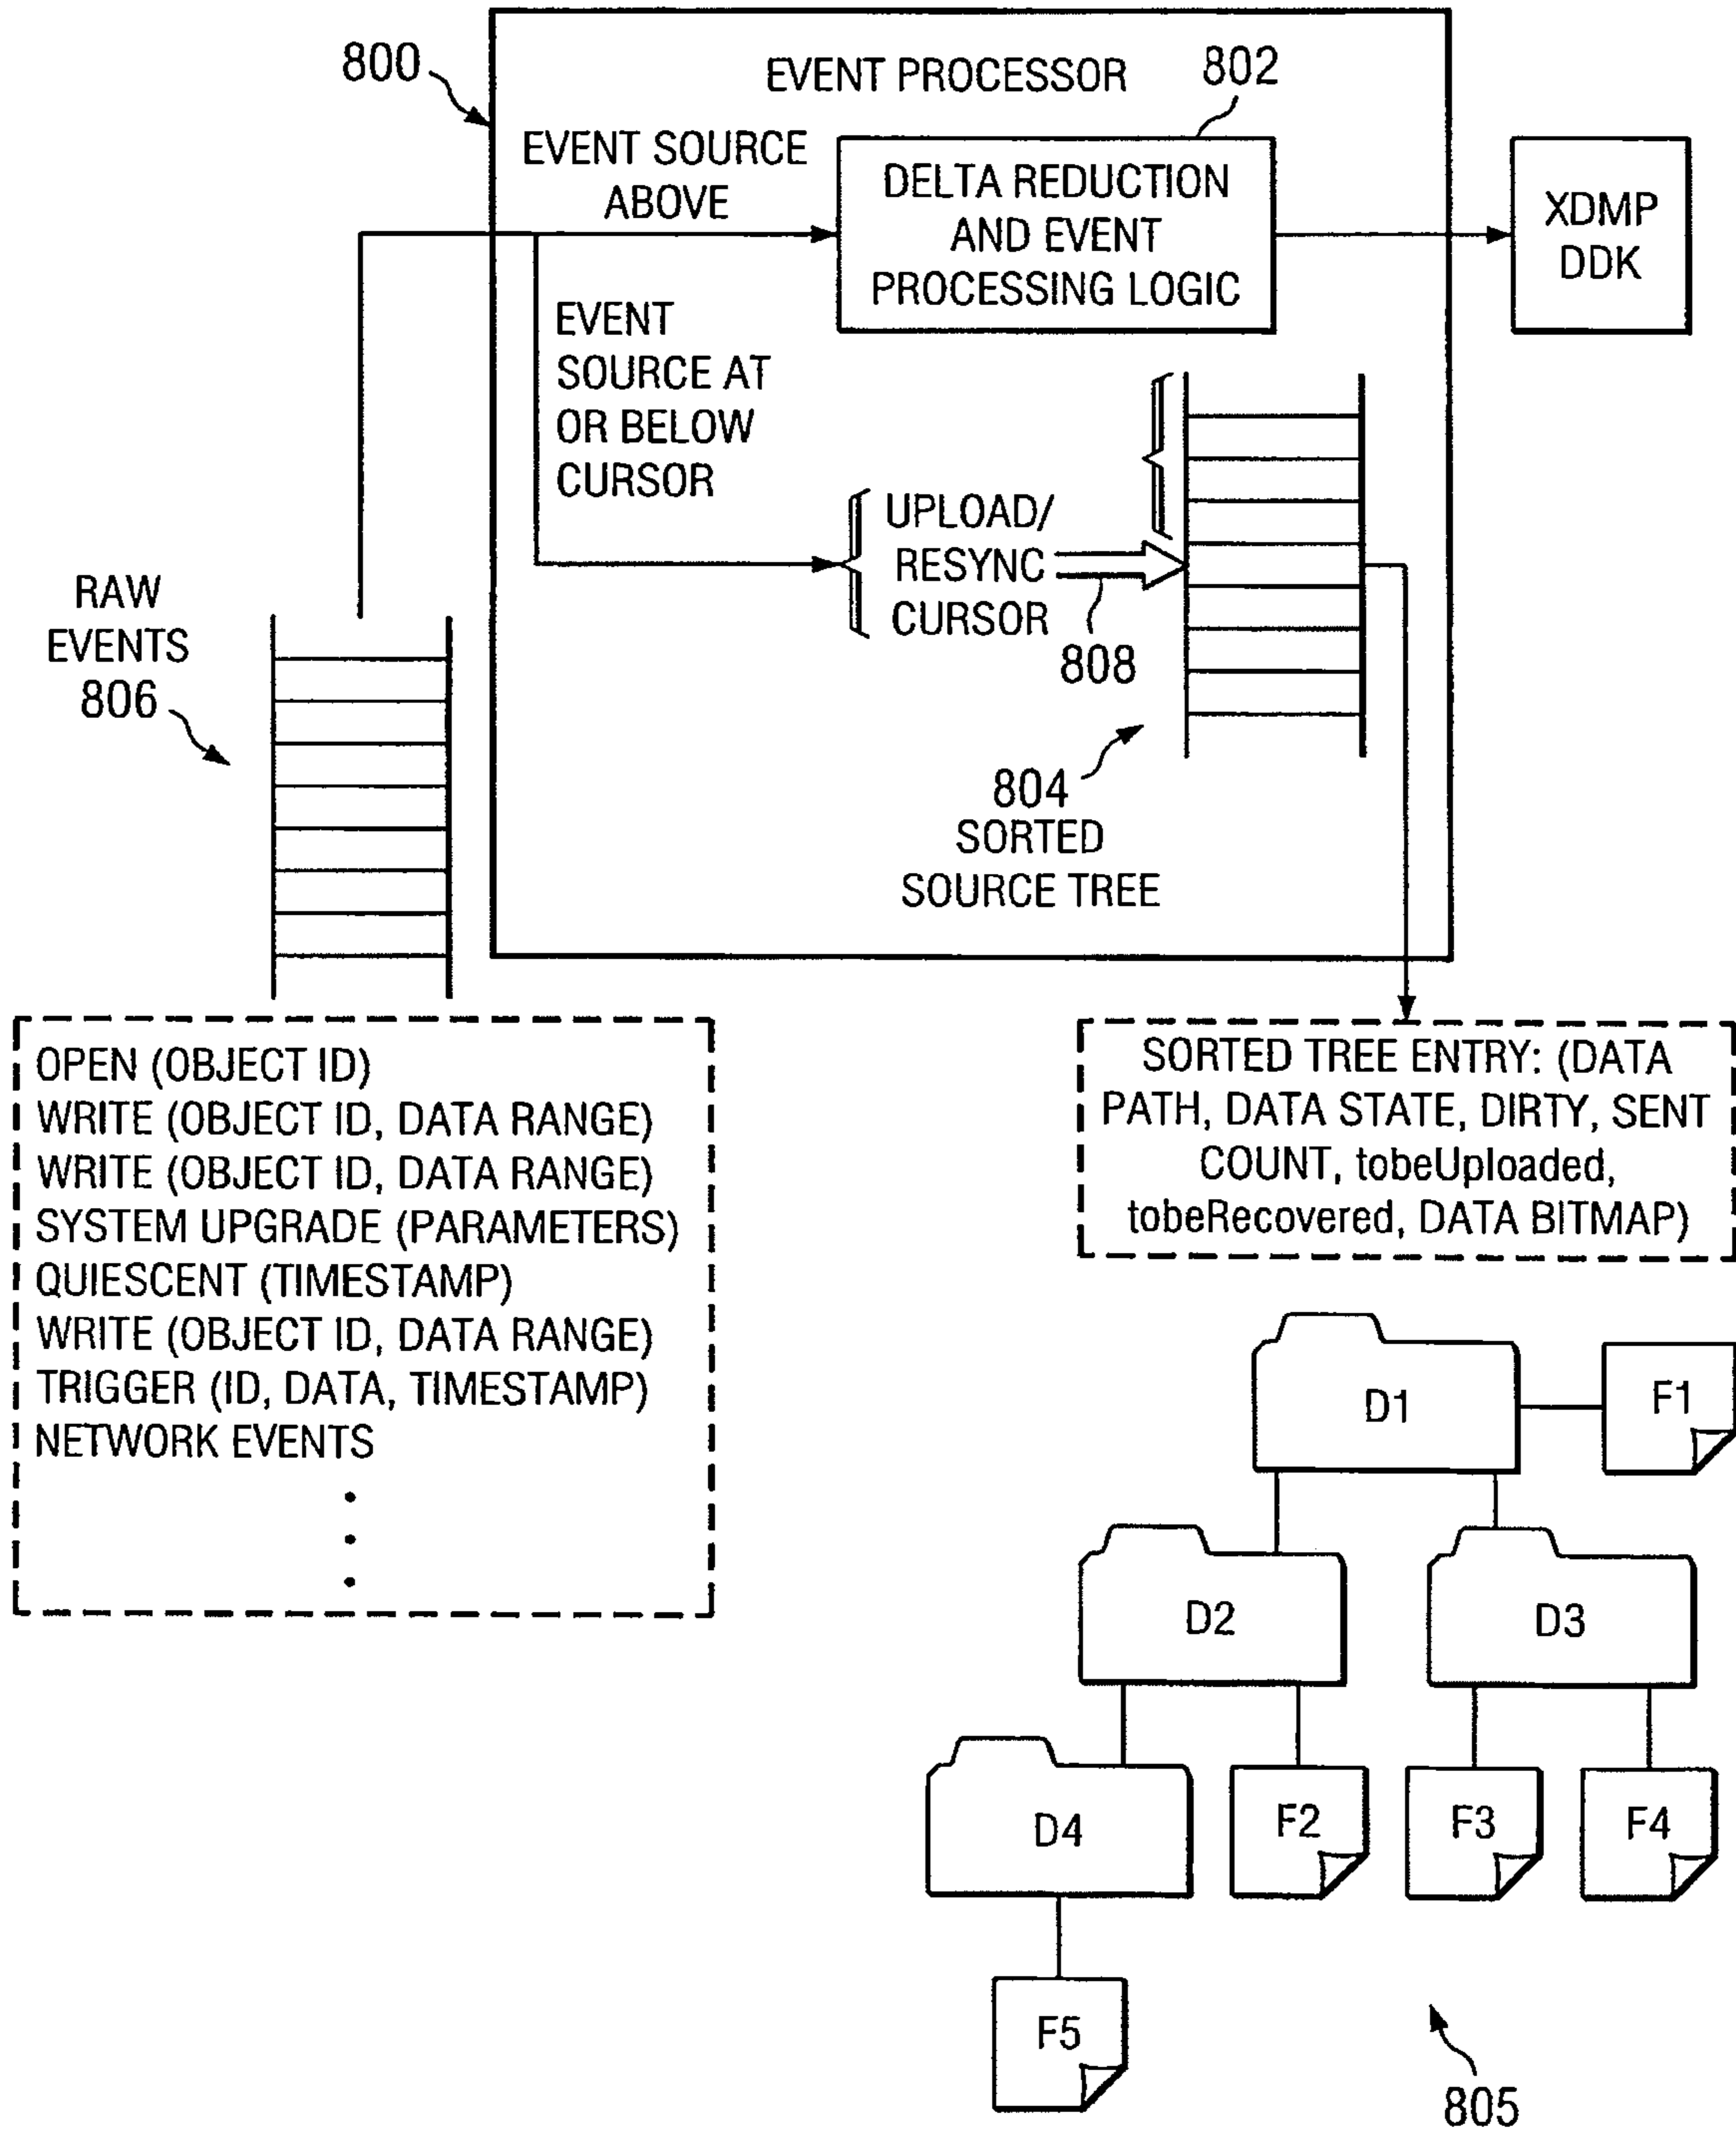 800
EVENT PROCESSOR
802
EVENT SOURCE
ABOVE
DELTA REDUCTION
AND EVENT
PROCESSING LOGIC
XDMP
DDK
EVENT
SOURCE AT
OR BELOW
CURSOR
UPLOAD/
RESYNC
CURSOR
808
RAW
EVENTS
806
804
SORTED
SOURCE TREE
OPEN (OBJECT ID)
WRITE (OBJECT ID, DATA RANGE)
WRITE (OBJECT ID, DATA RANGE)
SYSTEM UPGRADE (PARAMETERS)
QUIESCENT (TIMESTAMP)
WRITE (OBJECT ID, DATA RANGE)
TRIGGER (ID, DATA, TIMESTAMP)
NETWORK EVENTS
SORTED TREE ENTRY: (DATA
PATH, DATA STATE, DIRTY, SENT
COUNT, tobeUploaded,
tobeRecovered, DATA BITMAP)
D1
F1
D2
D3
D4
F2
F3
F4
F5
805